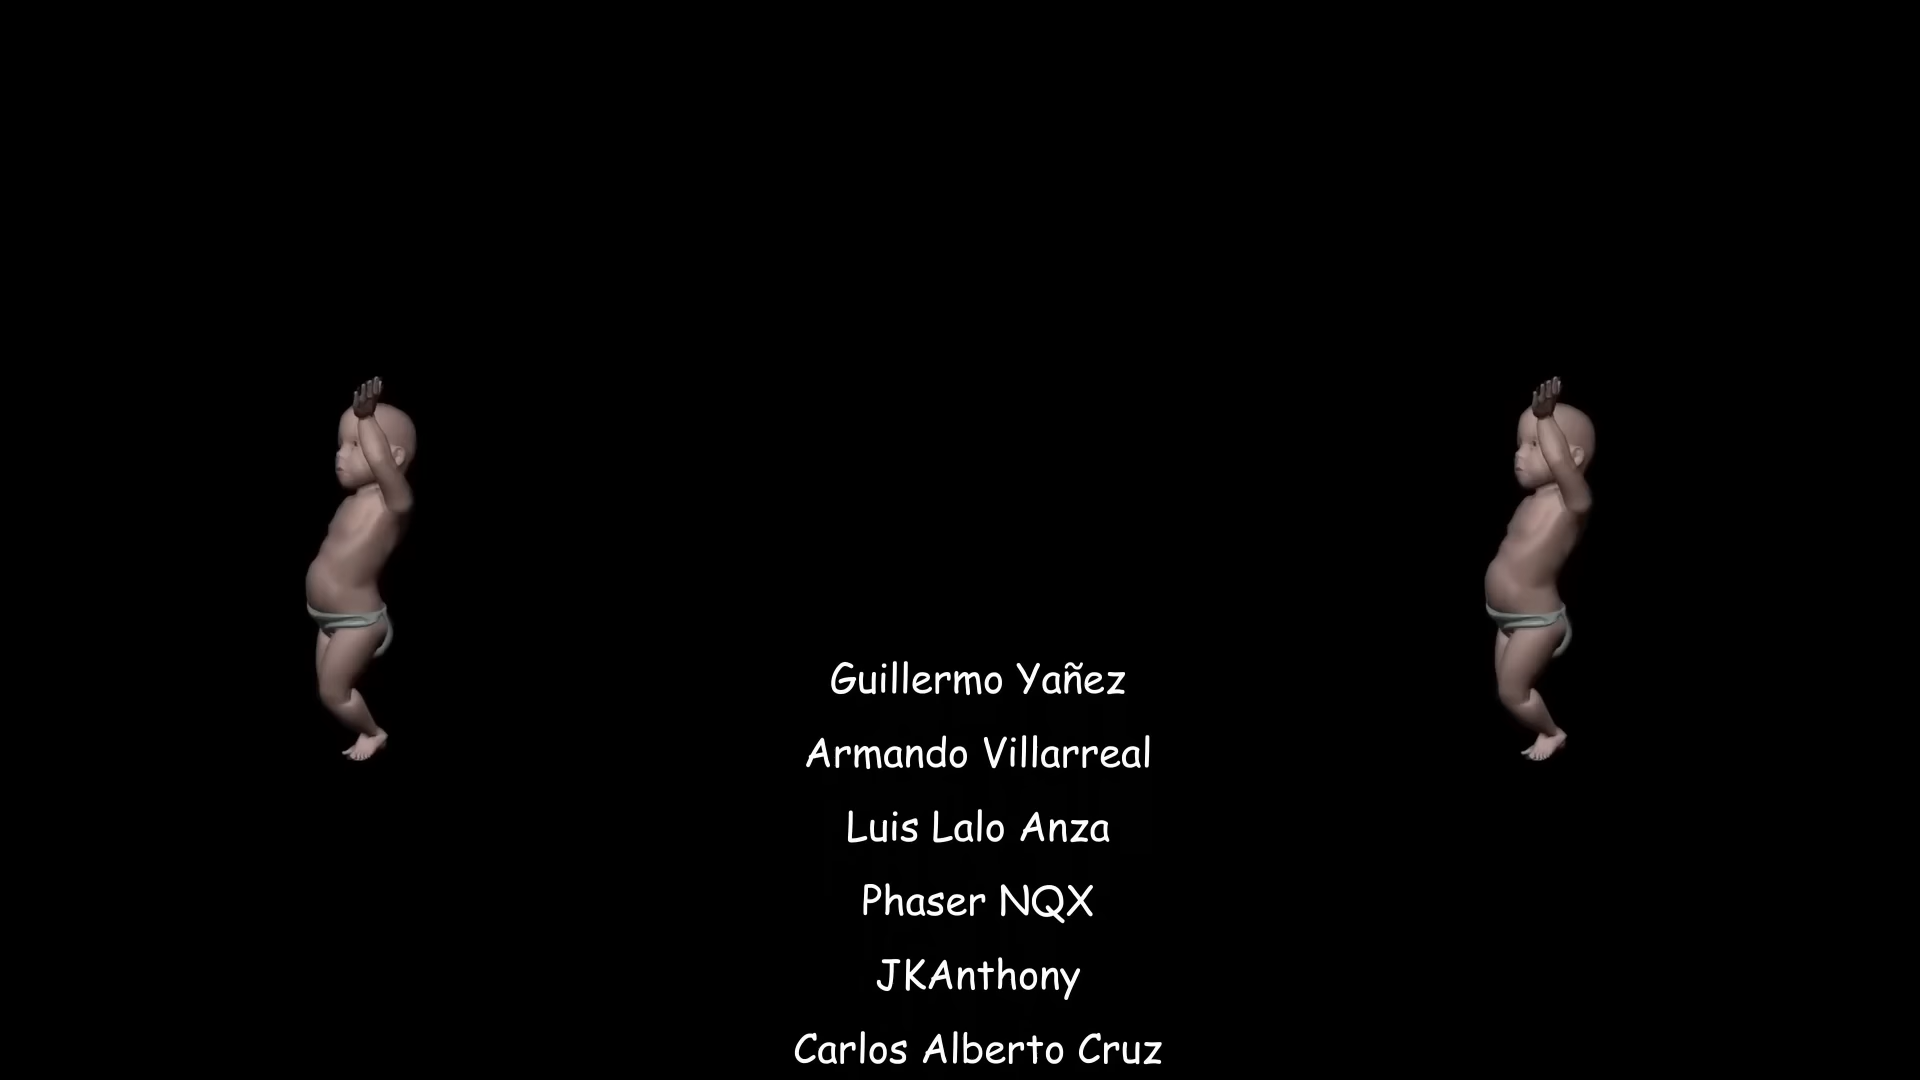 Guillermo Yañez
Armando Villarreal
Luis Lalo Anza
Phaser NQX
JKAnthony
Carlos Alberto Cruz